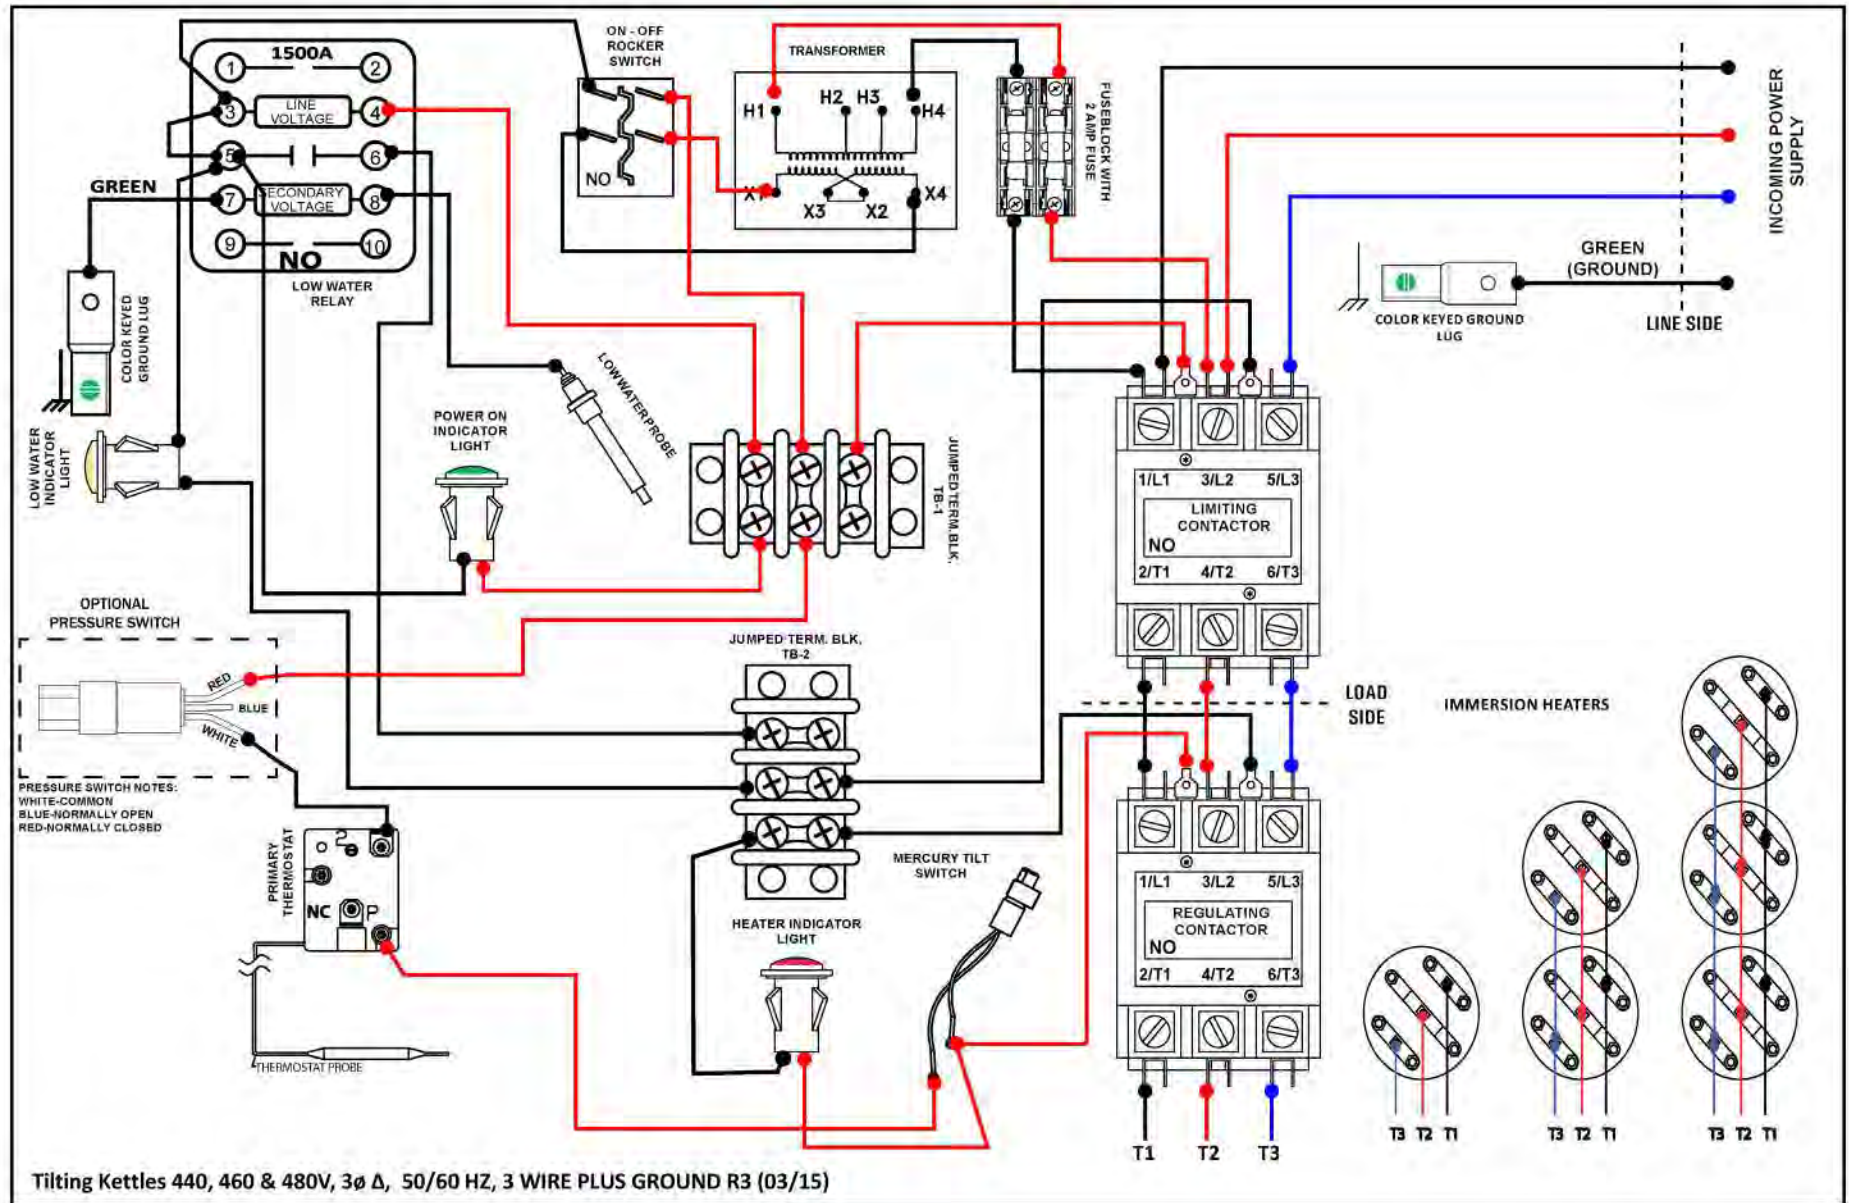 1500A
1
2
3
LINE
VOLTAGE
4
5
6
7
SECONDARY
VOLTAGE
8
9
10
NO
LOW WATER
RELAY
GREEN
COLOR KEYED
GROUND LUG
LOW WATER
INDICATOR
LIGHT
ON - OFF
ROCKER
SWITCH
NO
TRANSFORMER
H1
H2
H3
H4
X1
X3
X2
X4
FUSEBLOCK WITH
2 AMP FUSE
INCOMING POWER
SUPPLY
GREEN
(GROUND)
COLOR KEYED GROUND
LUG
LINE SIDE
LOW WATER PROBE
POWER ON
INDICATOR
LIGHT
JUMPED TERM. BLK,
TB-1
1/L1
3/L2
5/L3
LIMITING
CONTACTOR
NO
2/T1
4/T2
6/T3
OPTIONAL
PRESSURE SWITCH
RED
BLUE
WHITE
PRESSURE SWITCH NOTES:
WHITE-COMMON
BLUE-NORMALLY OPEN
RED-NORMALLY CLOSED
JUMPED TERM. BLK,
TB-2
LOAD
SIDE
IMMERSION HEATERS
PRIMARY
THERMOSTAT
2
NC
P
THERMOSTAT PROBE
HEATER INDICATOR
LIGHT
MERCURY TILT
SWITCH
1/L1
3/L2
5/L3
REGULATING
CONTACTOR
NO
2/T1
4/T2
6/T3
T1
T2
T3
T3 T2 T1
T3 T2 T1
T3 T2 T1
Tilting Kettles 440, 460 & 480V, 3ø Δ, 50/60 HZ, 3 WIRE PLUS GROUND R3 (03/15)